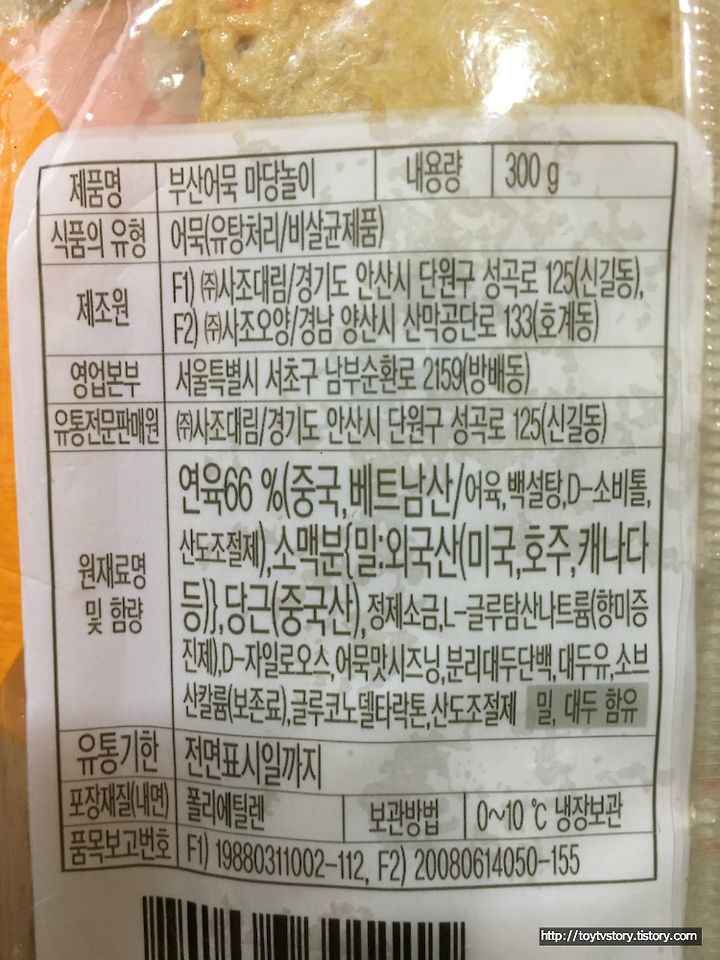 제품명 부산어묵 마당놀이 내용량 300 g
식품의 유형 어묵(유탕처리/비살균제품)
제조원 F1) ㈜사조대림/경기도 안산시 단원구 성곡로 125(신길동),
F2) ㈜사조오양/경남 양산시 산막공단로 133(호계동)
영업본부 서울특별시 서초구 남부순환로 2159(방배동)
유통전문판매원 ㈜사조대림/경기도 안산시 단원구 성곡로 125(신길동)
원재료명 및 함량
연육66 %(중국,베트남산/어육,백설탕,D-소비톨,
산도조절제),소맥분{밀:외국산(미국,호주,캐나다
등)},당근(중국산),정제소금,L-글루탐산나트륨(향미증
진제),D-자일로오스,어묵맛시즈닝,분리대두단백,대두유,소브
산칼륨(보존료),글루코노델타락톤,산도조절제 밀, 대두 함유
유통기한 전면표시일까지
포장재질(내면) 폴리에틸렌 보관방법 0~10 ℃ 냉장보관
품목보고번호 F1) 19880311002-112, F2) 20080614050-155
http://toytvstory.tistory.com